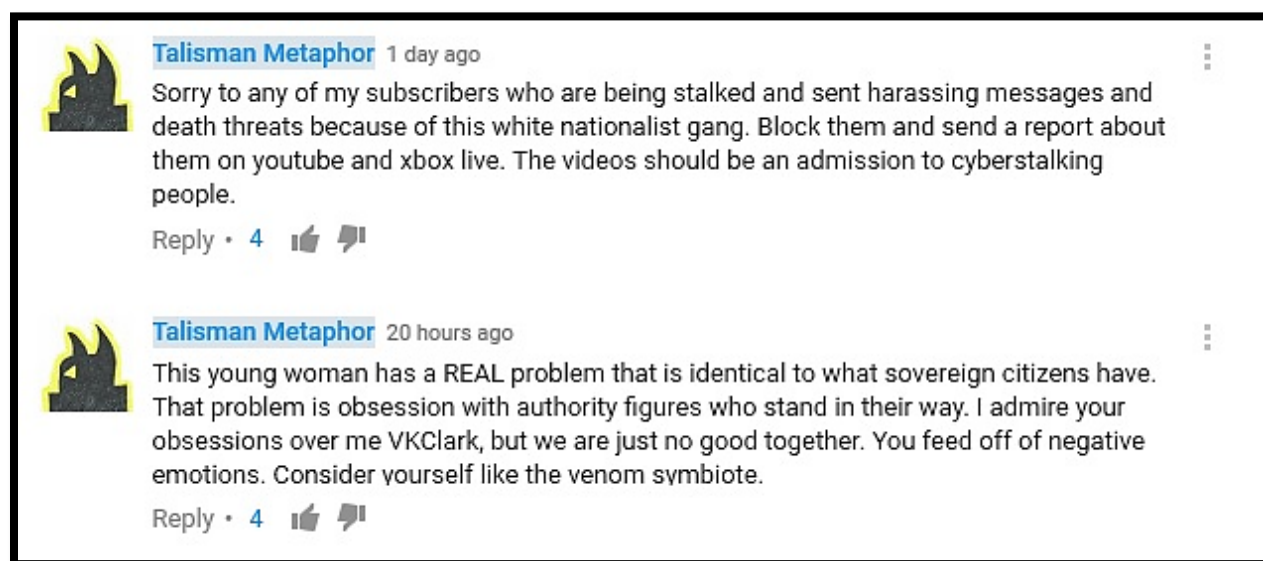 Talisman Metaphor 1 day ago
Sorry to any of my subscribers who are being stalked and sent harassing messages and
death threats because of this white nationalist gang. Block them and send a report about
them on youtube and xbox live. The videos should be an admission to cyberstalking
people.
Reply • 4
Talisman Metaphor 20 hours ago
This young woman has a REAL problem that is identical to what sovereign citizens have.
That problem is obsession with authority figures who stand in their way. I admire your
obsessions over me VKClark, but we are just no good together. You feed off of negative
emotions. Consider yourself like the venom symbiote.
Reply • 4